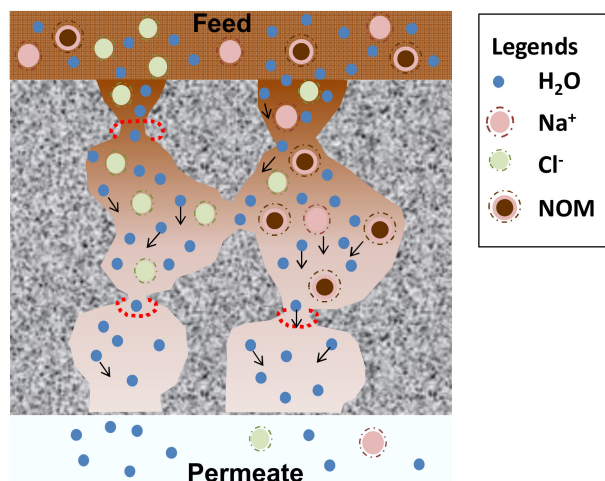 Feed
Legends
H₂O
Na⁺
Cl⁻
NOM
Permeate